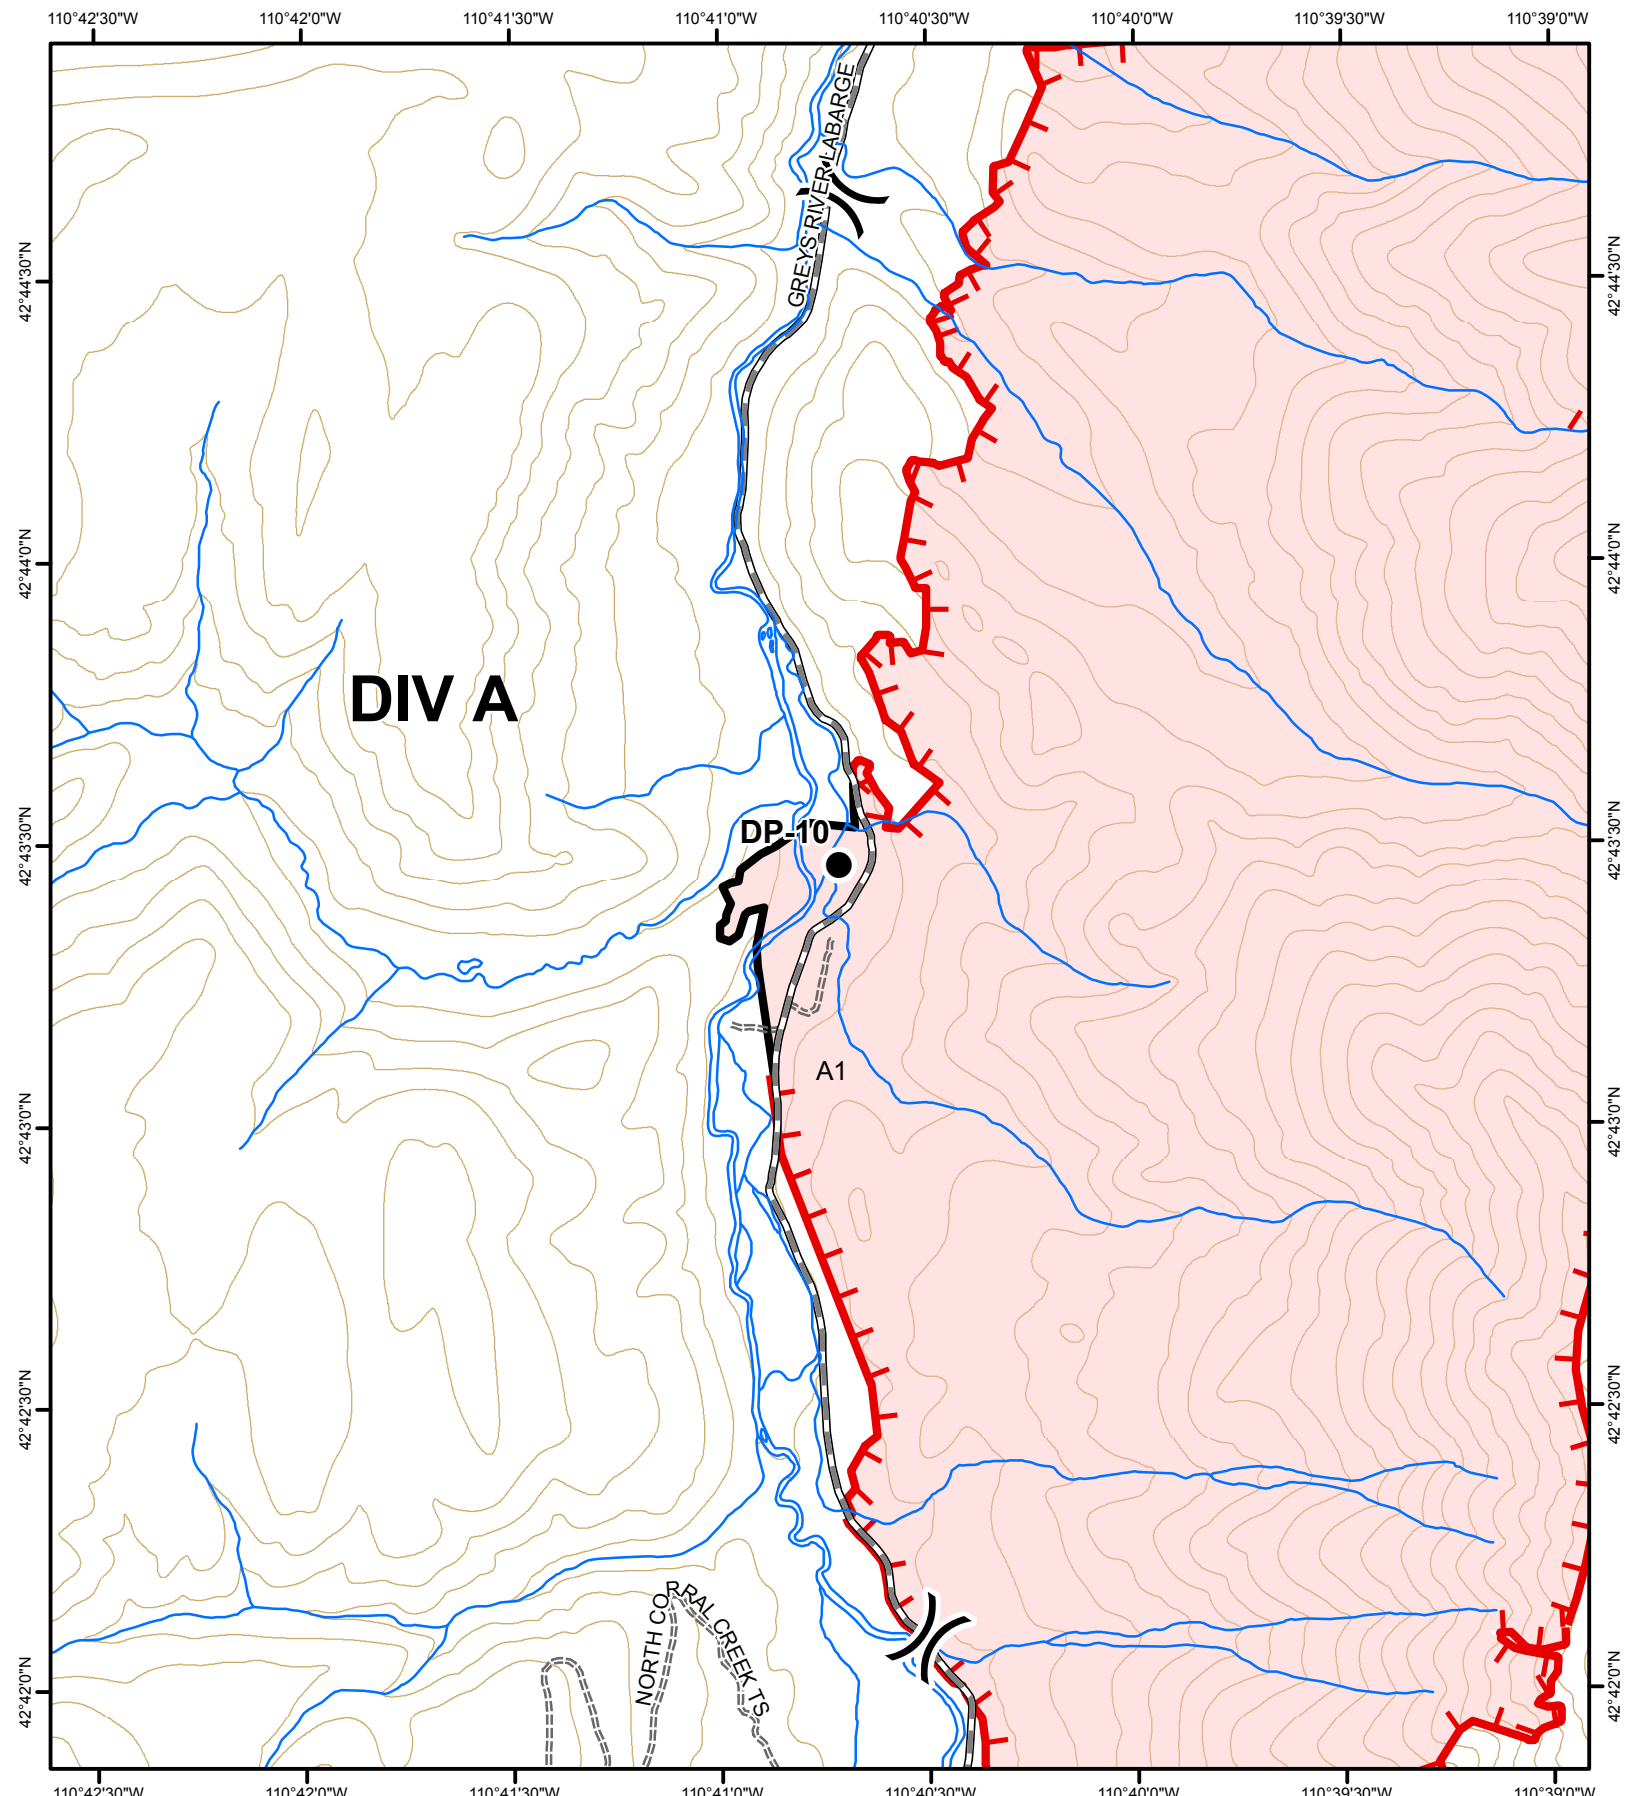 110°42'30"W 110°42'0"W 110°41'30"W 110°41'0"W 110°40'30"W 110°40'0"W 110°39'30"W 110°39'0"W
GREYS RIVER LABARGE
42°44'30"N 42°44'30"N
42°44'0"N 42°44'0"N
DIV A
42°43'30"N 42°43'30"N
DP-10
A1
42°43'0"N 42°43'0"N
42°42'30"N 42°42'30"N
NORTH CORRAL CREEK TS
42°42'0"N 42°42'0"N
110°42'30"W 110°42'0"W 110°41'30"W 110°41'0"W 110°40'30"W 110°40'0"W 110°39'30"W 110°39'0"W